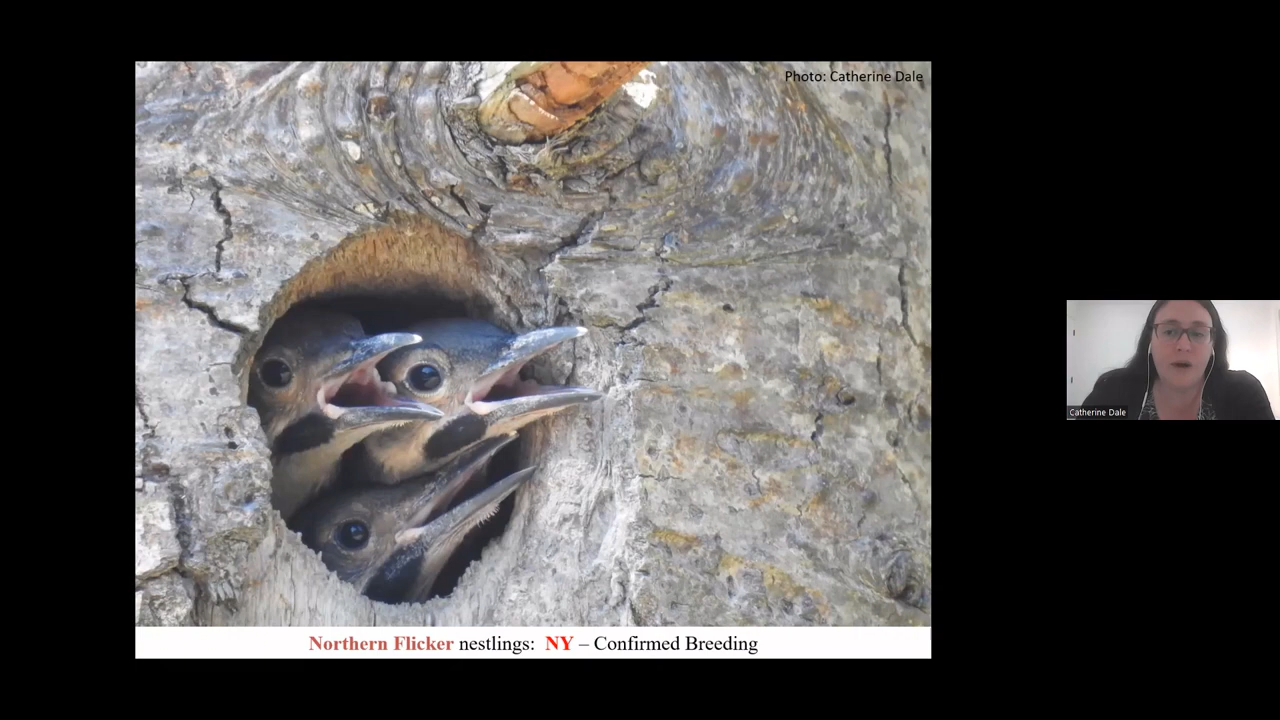 Photo: Catherine Dale
Northern Flicker nestlings: NY – Confirmed Breeding
Catherine Dale